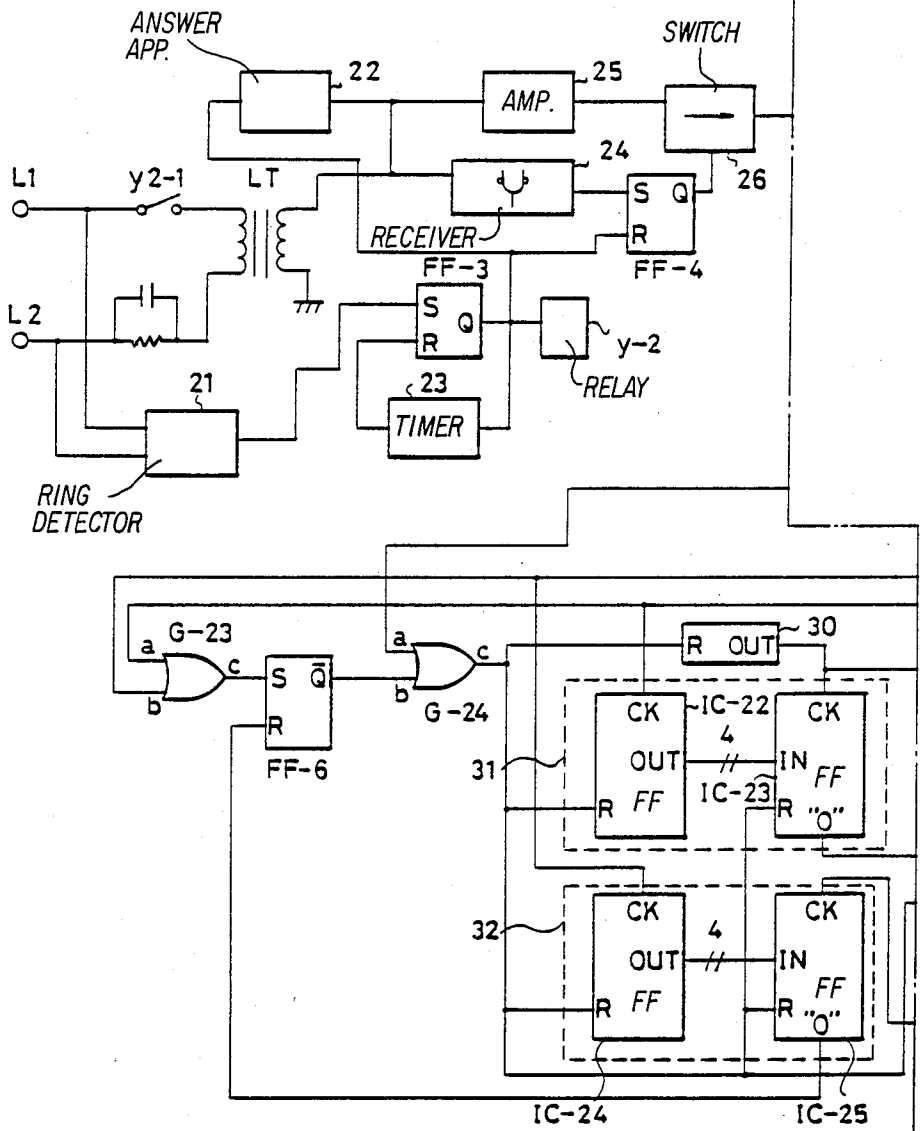 ANSWER
APP.
22
25
AMP.
SWITCH
26
L1
y2-1
LT
24
RECEIVER
S Q
R
FF-4
FF-3
L2
S
Q
R
y-2
RELAY
23
TIMER
21
RING
DETECTOR
G-23
a
b
c
S Q̅
R
FF-6
a
b
c
G-24
R OUT
30
31
CK
OUT
FF
R
IC-22
4
CK
IN
FF
R
"O"
IC-23
32
CK
OUT
FF
R
IC-24
4
CK
IN
FF
R
"O"
IC-25